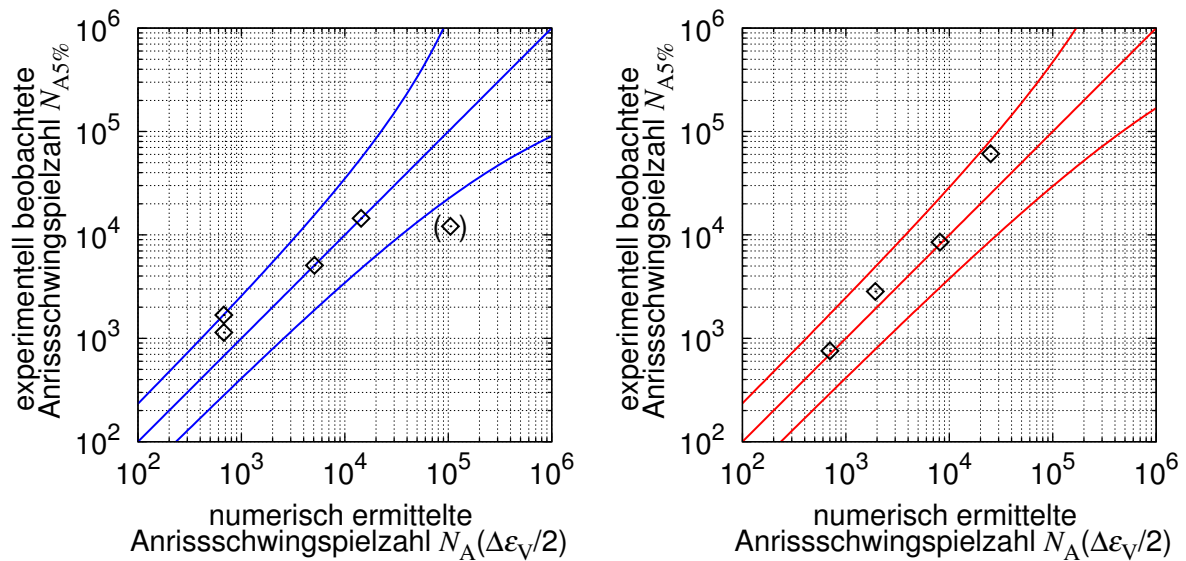 10^6
10^5
10^4
10^3
10^2
experimentell beobachtete
Anrissschwingspielzahl N_A5%
( )
10^2 10^3 10^4 10^5 10^6
numerisch ermittelte
Anrissschwingspielzahl N_A(Δε_V/2)
10^6
10^5
10^4
10^3
10^2
experimentell beobachtete
Anrissschwingspielzahl N_A5%
10^2 10^3 10^4 10^5 10^6
numerisch ermittelte
Anrissschwingspielzahl N_A(Δε_V/2)